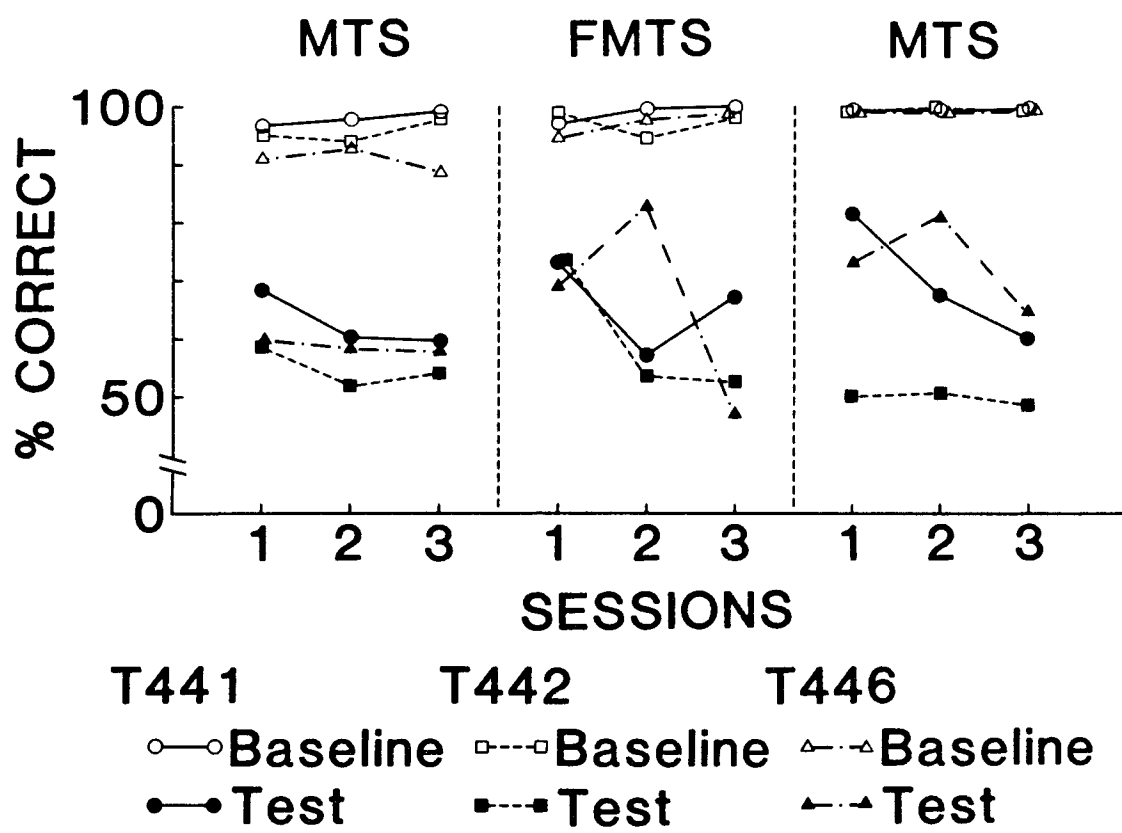 MTS FMTS MTS
100
50
0
% CORRECT
1 2 3 1 2 3 1 2 3
SESSIONS
T441 T442 T446
Baseline Baseline Baseline
Test Test Test